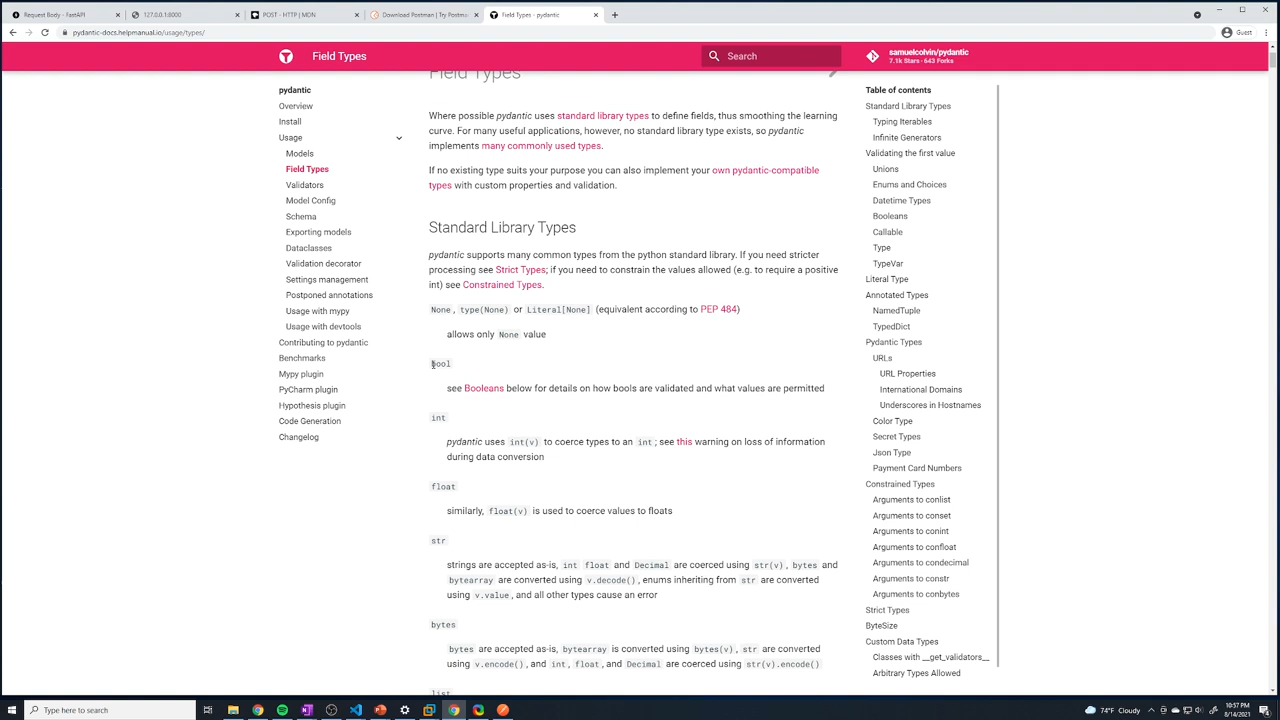 Request Body - FastAPI
127.0.0.1:8000
POST - HTTP | MDN
Download Postman | Try Postma
Field Types - pydantic
pydantic-docs.helpmanual.io/usage/types/
Guest
Field Types
Search
samuelcolvin/pydantic
7.1k Stars · 643 Forks
pydantic
Overview
Install
Usage
Models
Field Types
Validators
Model Config
Schema
Exporting models
Dataclasses
Validation decorator
Settings management
Postponed annotations
Usage with mypy
Usage with devtools
Contributing to pydantic
Benchmarks
Mypy plugin
PyCharm plugin
Hypothesis plugin
Code Generation
Changelog
Field Types
Where possible pydantic uses standard library types to define fields, thus smoothing the learning
curve. For many useful applications, however, no standard library type exists, so pydantic
implements many commonly used types.
If no existing type suits your purpose you can also implement your own pydantic-compatible
types with custom properties and validation.
Standard Library Types
pydantic supports many common types from the python standard library. If you need stricter
processing see Strict Types; if you need to constrain the values allowed (e.g. to require a positive
int) see Constrained Types.
None, type(None) or Literal[None] (equivalent according to PEP 484)
allows only None value
bool
see Booleans below for details on how bools are validated and what values are permitted
int
pydantic uses int(v) to coerce types to an int; see this warning on loss of information
during data conversion
float
similarly, float(v) is used to coerce values to floats
str
strings are accepted as-is, int float and Decimal are coerced using str(v), bytes and
bytearray are converted using v.decode(), enums inheriting from str are converted
using v.value, and all other types cause an error
bytes
bytes are accepted as-is, bytearray is converted using bytes(v), str are converted
using v.encode(), and int, float, and Decimal are coerced using str(v).encode()
list
Table of contents
Standard Library Types
Typing Iterables
Infinite Generators
Validating the first value
Unions
Enums and Choices
Datetime Types
Booleans
Callable
Type
TypeVar
Literal Type
Annotated Types
NamedTuple
TypedDict
Pydantic Types
URLs
URL Properties
International Domains
Underscores in Hostnames
Color Type
Secret Types
Json Type
Payment Card Numbers
Constrained Types
Arguments to conlist
Arguments to conset
Arguments to conint
Arguments to confloat
Arguments to condecimal
Arguments to constr
Arguments to conbytes
Strict Types
ByteSize
Custom Data Types
Classes with __get_validators__
Arbitrary Types Allowed
Type here to search
74°F Cloudy
10:57 PM
8/14/2021